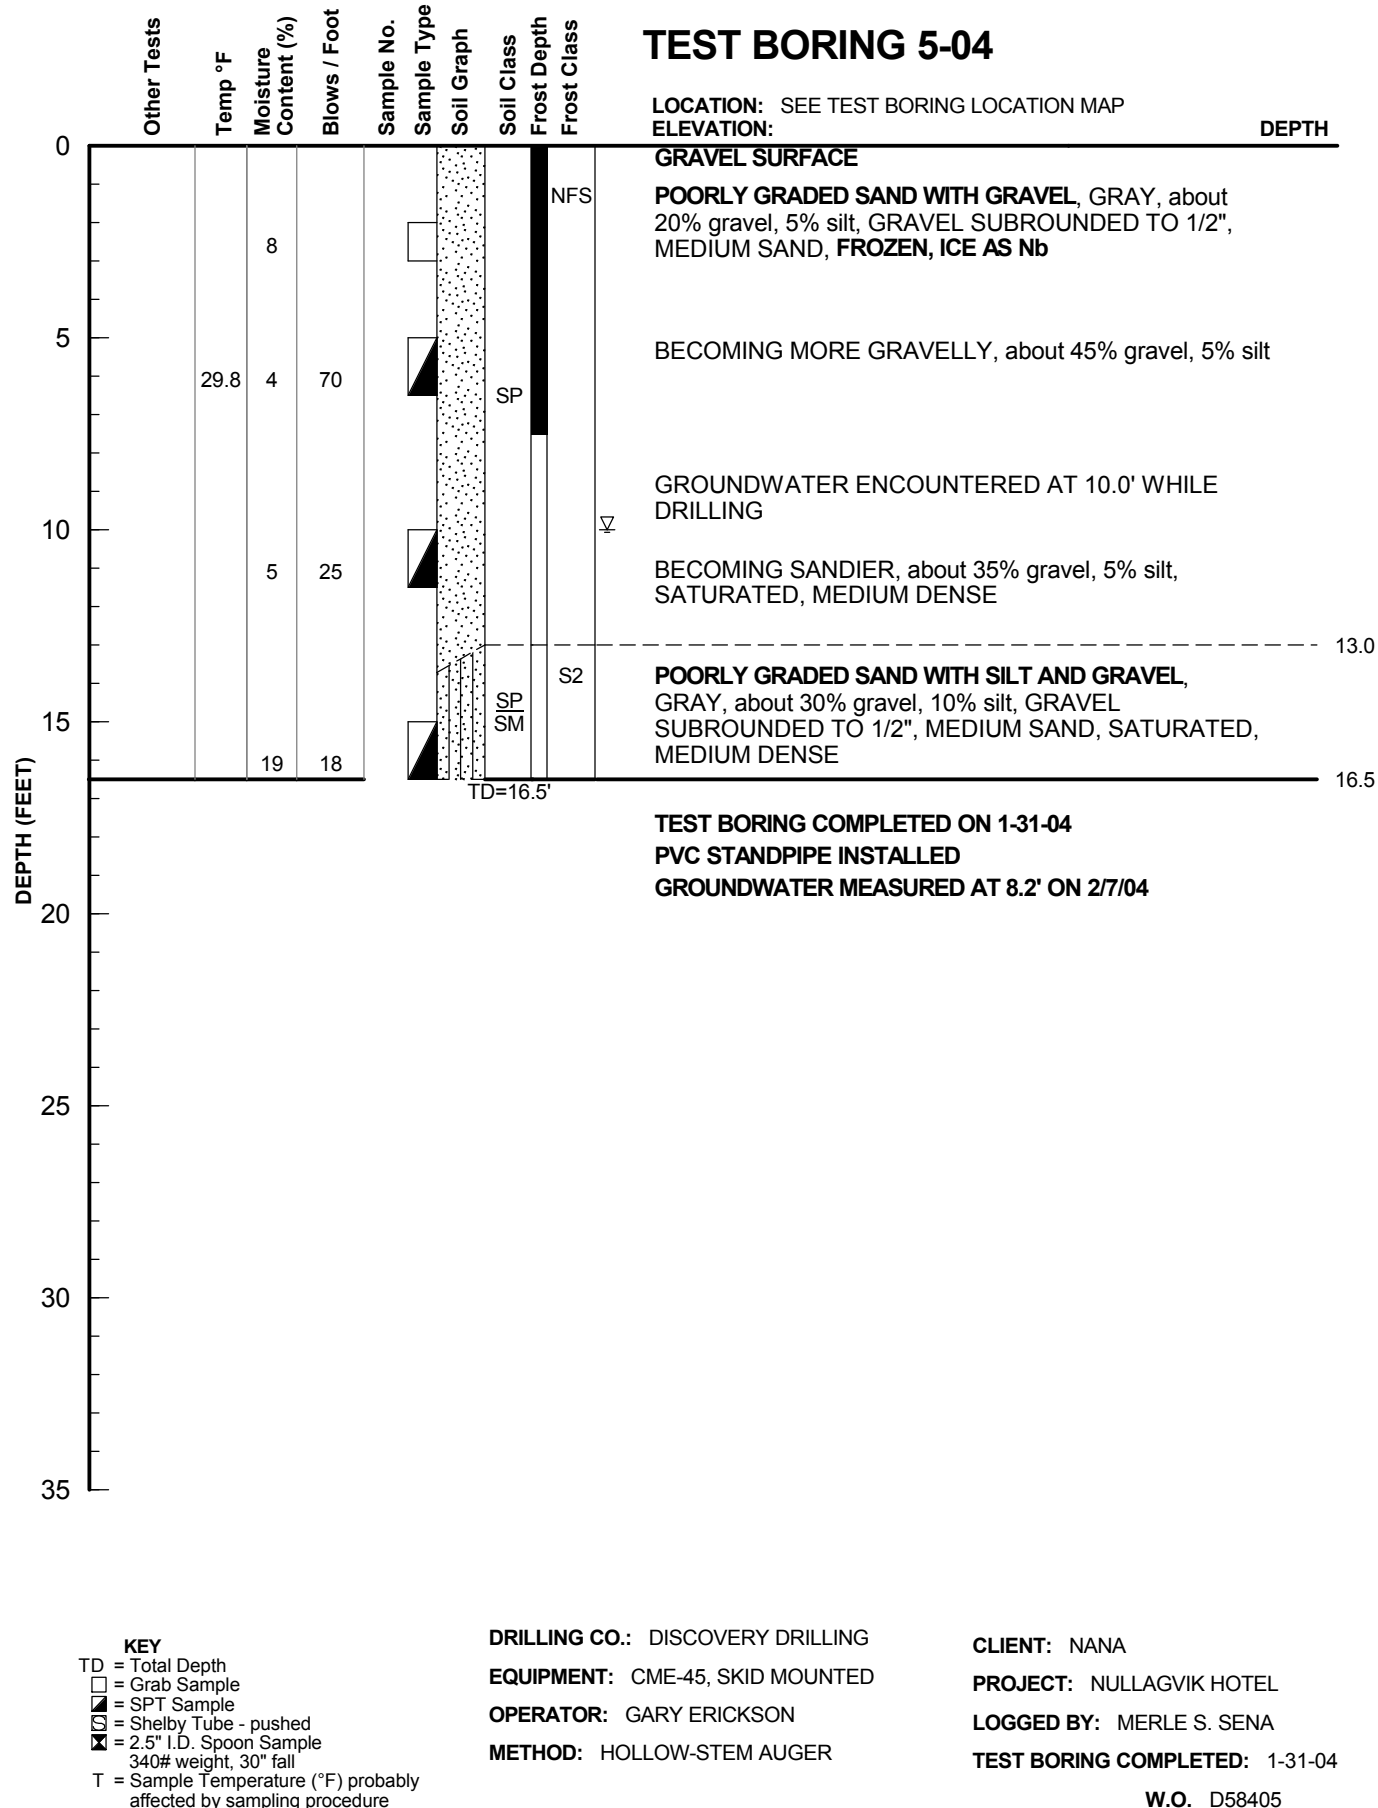 Other Tests
Temp °F
Moisture
Content (%)
Blows / Foot
Sample No.
Sample Type
Soil Graph
Soil Class
Frost Depth
Frost Class
TEST BORING 5-04
LOCATION: SEE TEST BORING LOCATION MAP
ELEVATION: DEPTH
0
GRAVEL SURFACE
NFS
POORLY GRADED SAND WITH GRAVEL, GRAY, about
20% gravel, 5% silt, GRAVEL SUBROUNDED TO 1/2",
8
MEDIUM SAND, FROZEN, ICE AS Nb
5
BECOMING MORE GRAVELLY, about 45% gravel, 5% silt
29.8 4 70
SP
GROUNDWATER ENCOUNTERED AT 10.0' WHILE
DRILLING
10
5 25
BECOMING SANDIER, about 35% gravel, 5% silt,
SATURATED, MEDIUM DENSE
13.0
S2
POORLY GRADED SAND WITH SILT AND GRAVEL,
SP
SM
GRAY, about 30% gravel, 10% silt, GRAVEL
15
SUBROUNDED TO 1/2", MEDIUM SAND, SATURATED,
MEDIUM DENSE
19 18
16.5
TD=16.5'
TEST BORING COMPLETED ON 1-31-04
PVC STANDPIPE INSTALLED
GROUNDWATER MEASURED AT 8.2' ON 2/7/04
DEPTH (FEET)
20
25
30
35
KEY
TD = Total Depth
= Grab Sample
= SPT Sample
S = Shelby Tube - pushed
= 2.5" I.D. Spoon Sample
340# weight, 30" fall
T = Sample Temperature (°F) probably
affected by sampling procedure
DRILLING CO.: DISCOVERY DRILLING
EQUIPMENT: CME-45, SKID MOUNTED
OPERATOR: GARY ERICKSON
METHOD: HOLLOW-STEM AUGER
CLIENT: NANA
PROJECT: NULLAGVIK HOTEL
LOGGED BY: MERLE S. SENA
TEST BORING COMPLETED: 1-31-04
W.O. D58405